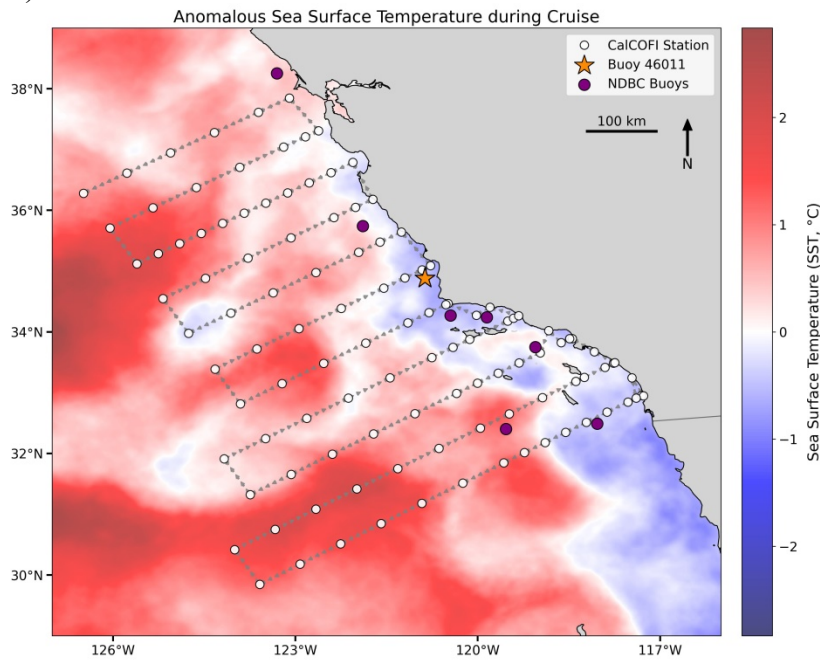 Anomalous Sea Surface Temperature during Cruise
CalCOFI Station
Buoy 46011
NDBC Buoys
100 km
N
38°N
36°N
34°N
32°N
30°N
126°W
123°W
120°W
117°W
2
1
0
−1
−2
Sea Surface Temperature (SST, °C)